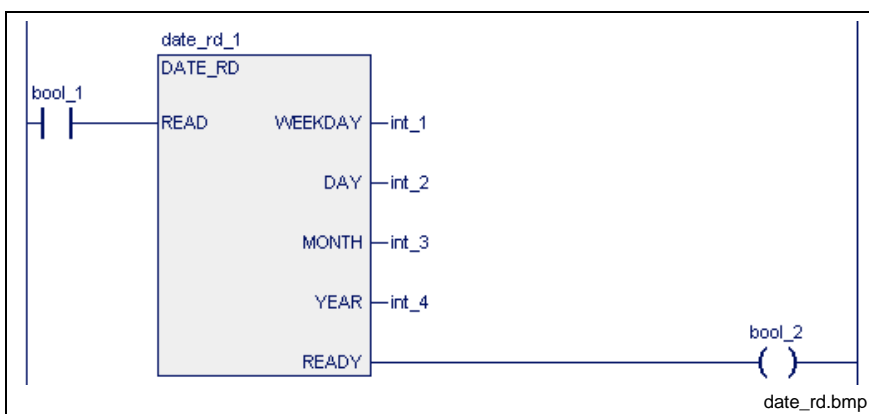 date_rd_1
DATE_RD
bool_1
READ WEEKDAY int_1
DAY int_2
MONTH int_3
YEAR int_4
bool_2
READY
date_rd.bmp